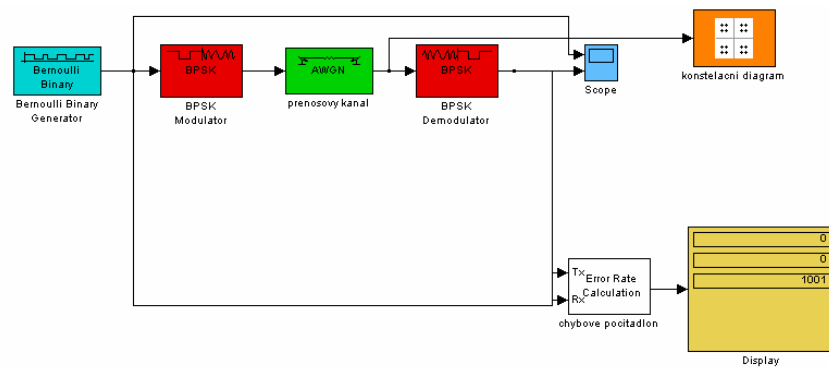 Bernoulli
Binary
Bernoulli Binary
Generator
BPSK
BPSK
Modulator
AWGN
prenosovy kanal
BPSK
BPSK
Demodulator
Scope
konstelacni diagram
Tx
Rx
Error Rate
Calculation
chybove pocitadlon
0
0
1001
Display